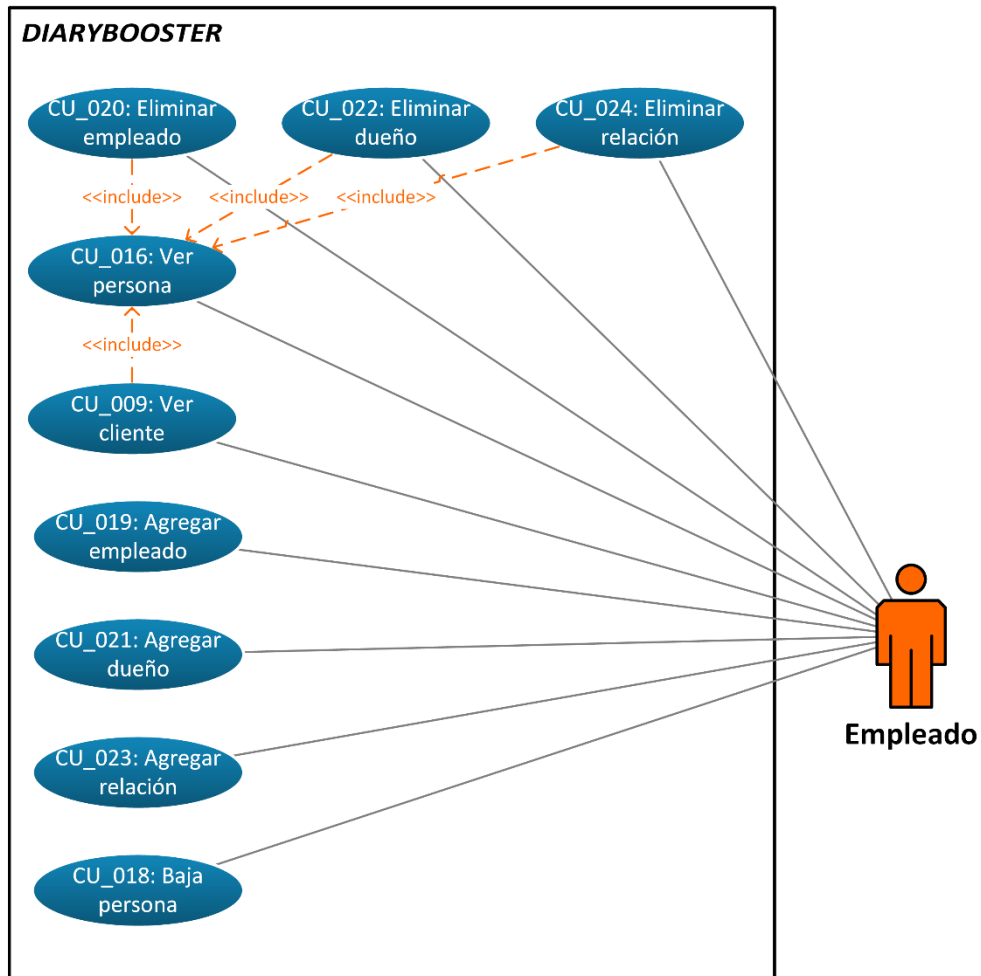 DIARYBOOSTER
CU_020: Eliminar
empleado
CU_022: Eliminar
dueño
CU_024: Eliminar
relación
<<include>>
<<include>>
<<include>>
CU_016: Ver
persona
<<include>>
CU_009: Ver
cliente
CU_019: Agregar
empleado
CU_021: Agregar
dueño
CU_023: Agregar
relación
CU_018: Baja
persona
Empleado